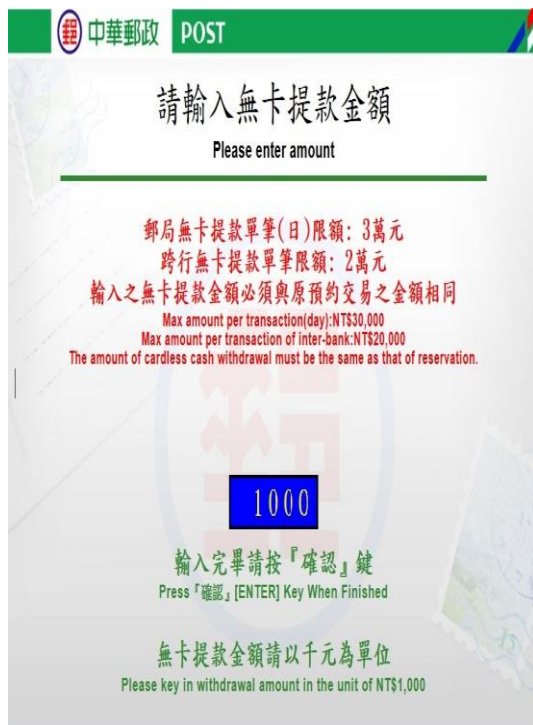 郵 中華郵政 POST
請輸入無卡提款金額
Please enter amount
郵局無卡提款單筆(日)限額: 3萬元
跨行無卡提款單筆限額: 2萬元
輸入之無卡提款金額必須與原預約交易之金額相同
Max amount per transaction(day):NT$30,000
Max amount per transaction of inter-bank:NT$20,000
The amount of cardless cash withdrawal must be the same as that of reservation.
1000
輸入完畢請按『確認』鍵
Press『確認』[ENTER] Key When Finished
無卡提款金額請以千元為單位
Please key in withdrawal amount in the unit of NT$1,000